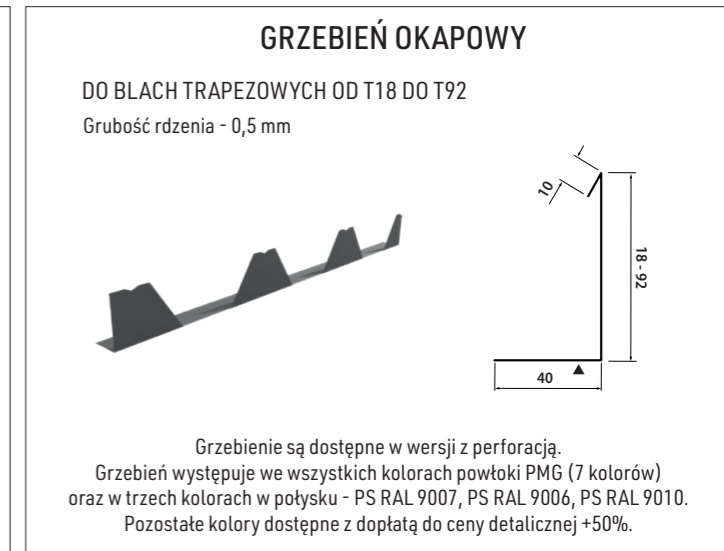 GRZEBIEŃ OKAPOWY
DO BLACH TRAPEZOWYCH OD T18 DO T92
Grubość rdzenia - 0,5 mm
10
18 - 92
40
Grzebienie są dostępne w wersji z perforacją.
Grzebień występuje we wszystkich kolorach powłoki PMG (7 kolorów)
oraz w trzech kolorach w połysku - PS RAL 9007, PS RAL 9006, PS RAL 9010.
Pozostałe kolory dostępne z dopłatą do ceny detalicznej +50%.